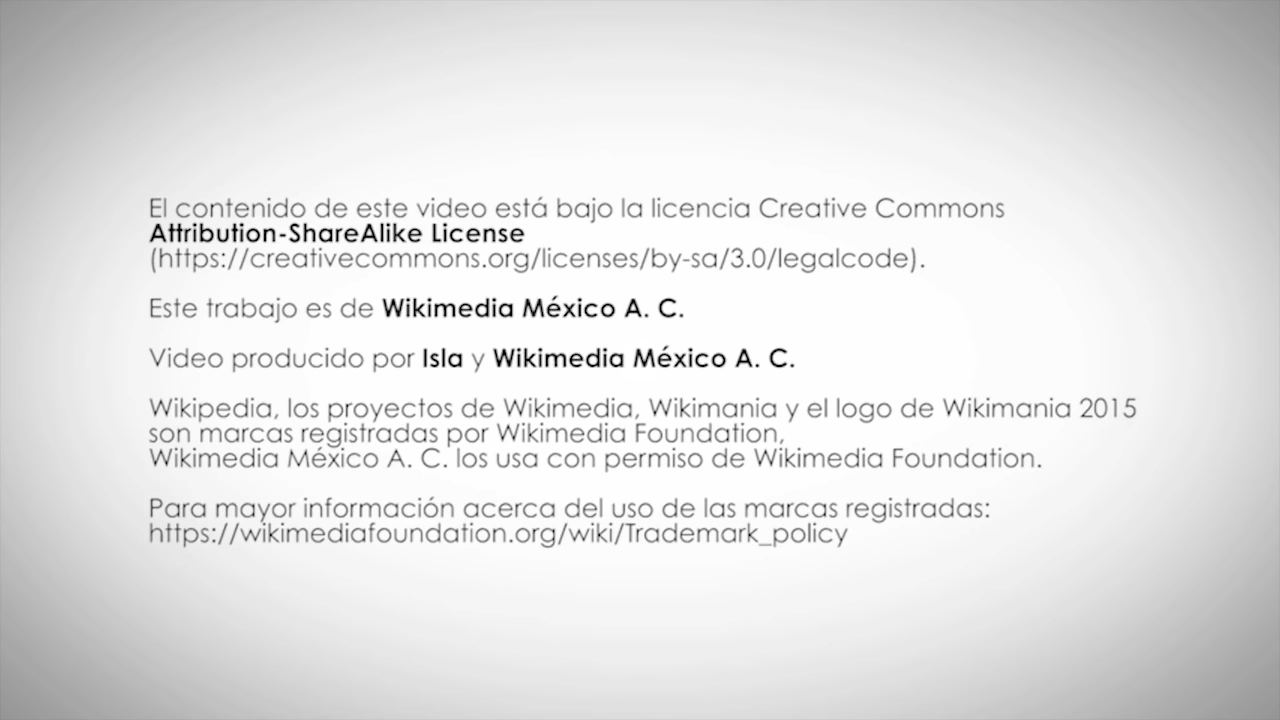 El contenido de este video está bajo la licencia Creative Commons
Attribution-ShareAlike License
(https://creativecommons.org/licenses/by-sa/3.0/legalcode).
Este trabajo es de Wikimedia México A. C.
Video producido por Isla y Wikimedia México A. C.
Wikipedia, los proyectos de Wikimedia, Wikimania y el logo de Wikimania 2015
son marcas registradas por Wikimedia Foundation,
Wikimedia México A. C. los usa con permiso de Wikimedia Foundation.
Para mayor información acerca del uso de las marcas registradas:
https://wikimediafoundation.org/wiki/Trademark_policy